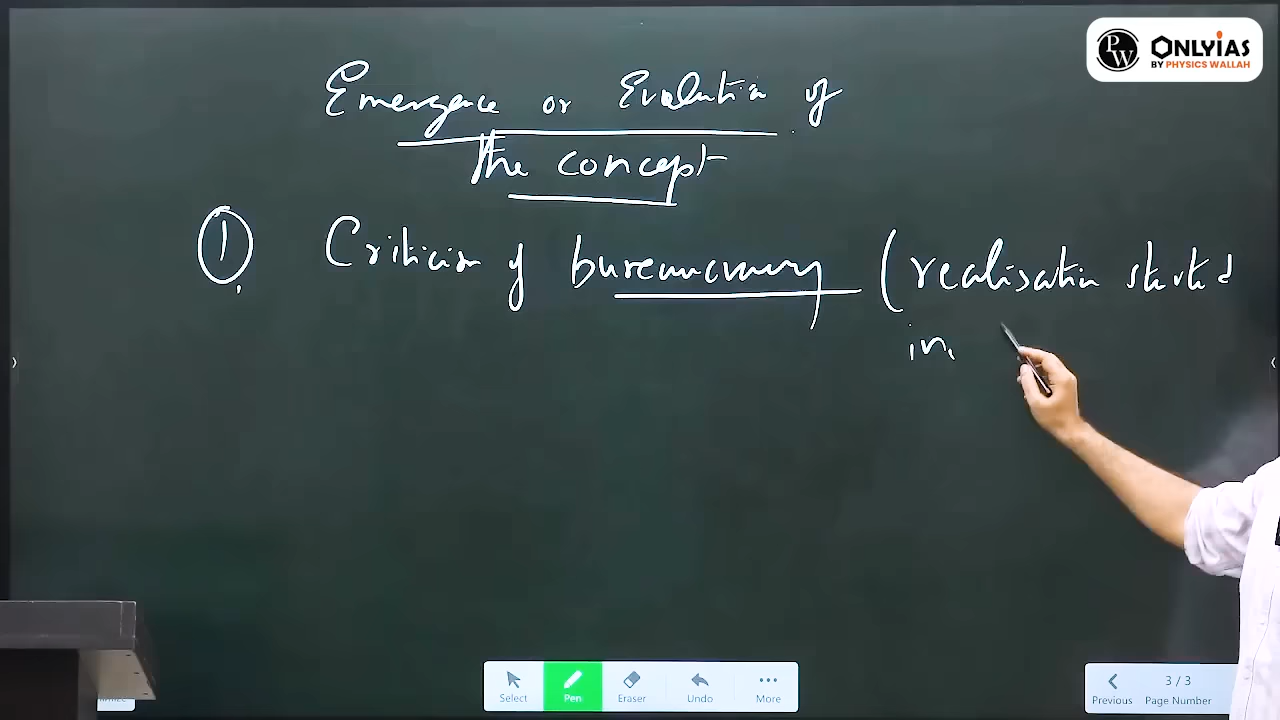 PW ONLYIAS
BY PHYSICS WALLAH
Emergence or Evolution of
the concept
1 Criticism of bureaucracy (realisation started
in
Select Pen Eraser Undo More
Previous 3 / 3 Page Number